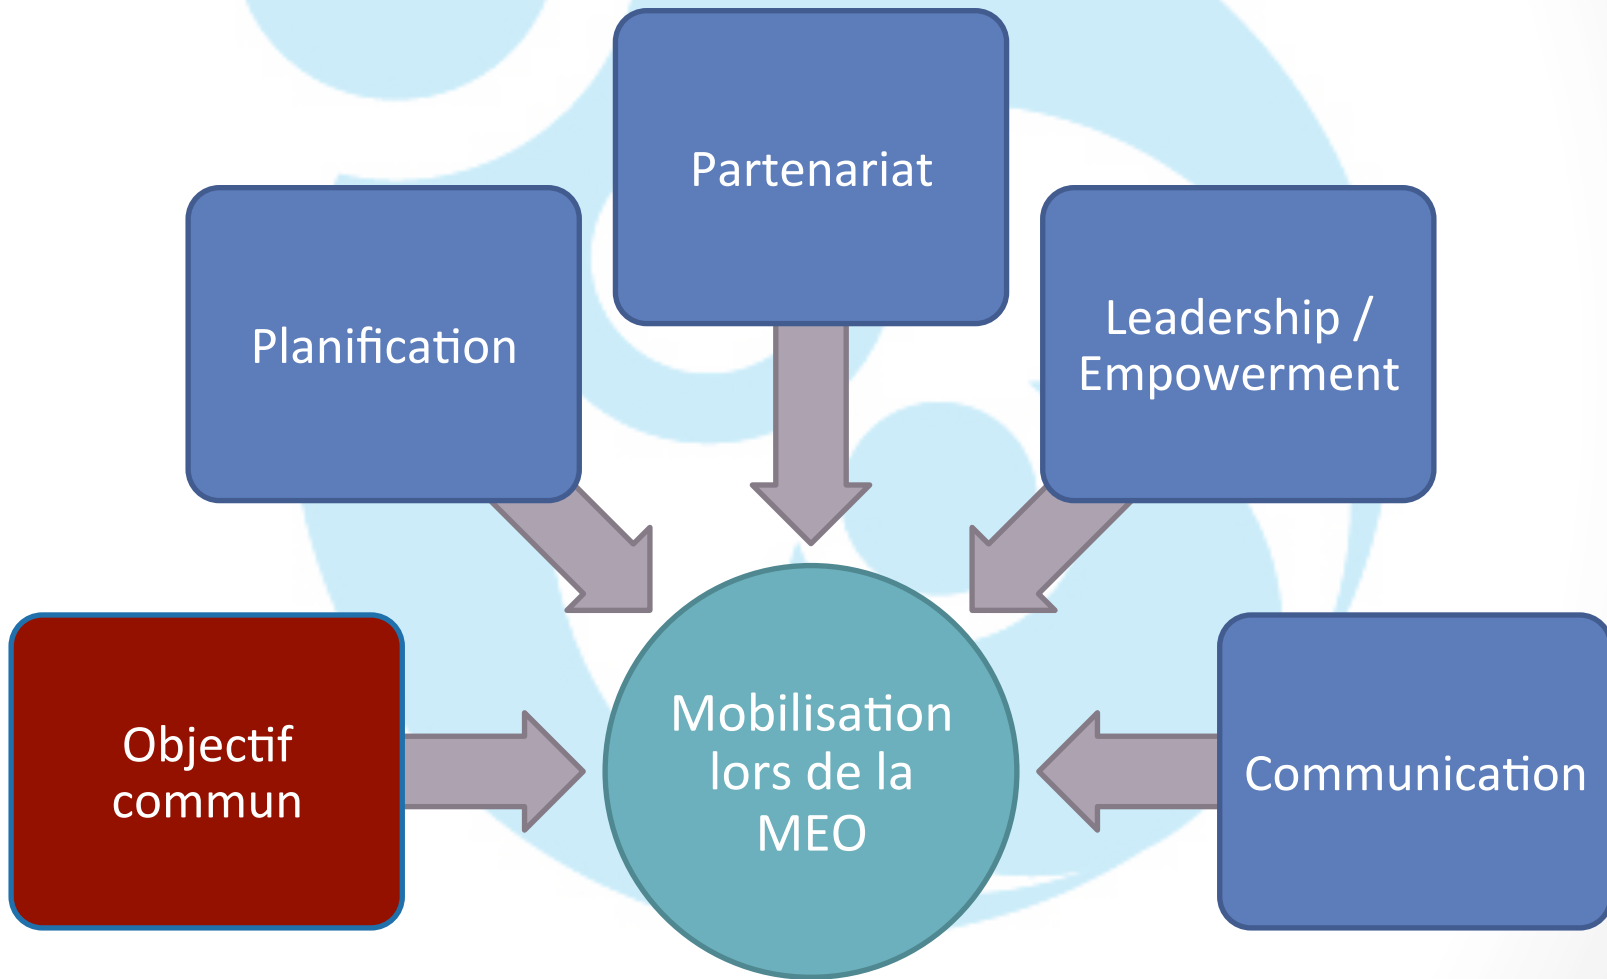 Partenariat
Planification
Leadership /
Empowerment
Objectif
commun
Mobilisation
lors de la
MEO
Communication